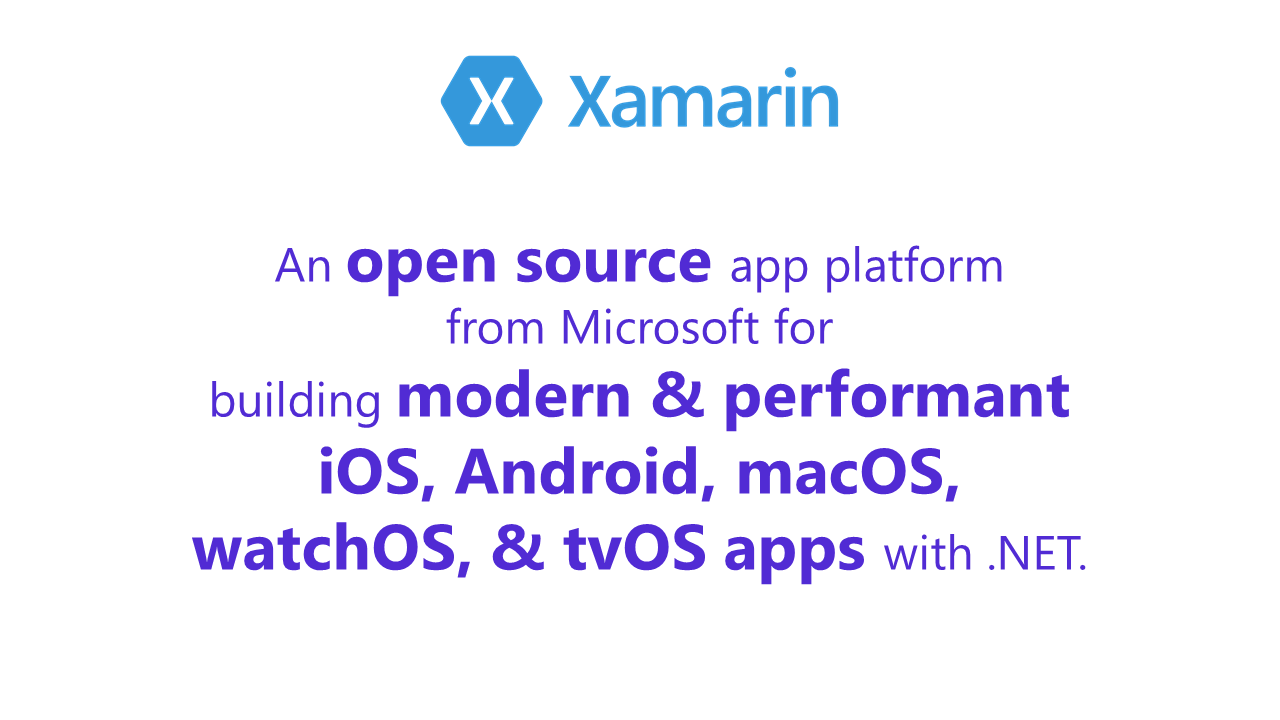 X Xamarin
An open source app platform
from Microsoft for
building modern & performant
iOS, Android, macOS,
watchOS, & tvOS apps with .NET.